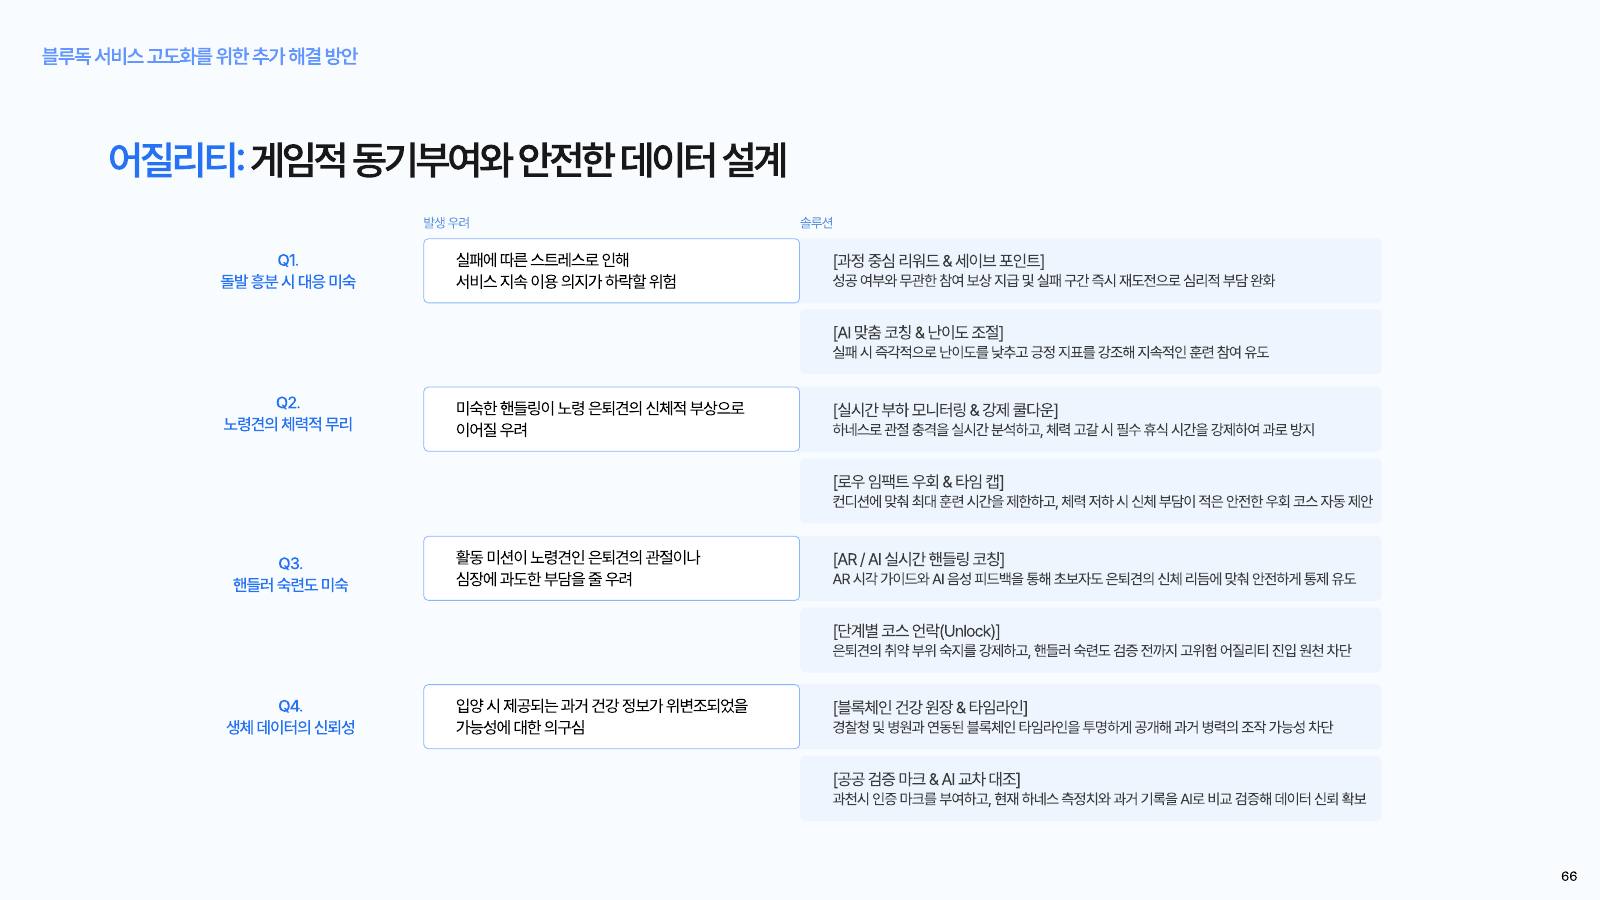 블루독 서비스 고도화를 위한 추가 해결 방안
어질리티: 게임적 동기부여와 안전한 데이터 설계
발생 우려
솔루션
Q1.
돌발 흥분 시 대응 미숙
실패에 따른 스트레스로 인해
서비스 지속 이용 의지가 하락할 위험
[과정 중심 리워드 & 세이브 포인트]
성공 여부와 무관한 참여 보상 지급 및 실패 구간 즉시 재도전으로 심리적 부담 완화
[AI 맞춤 코칭 & 난이도 조절]
실패 시 즉각적으로 난이도를 낮추고 긍정 지표를 강조해 지속적인 훈련 참여 유도
Q2.
노령견의 체력적 무리
미숙한 핸들링이 노령 은퇴견의 신체적 부상으로
이어질 우려
[실시간 부하 모니터링 & 강제 쿨다운]
하네스로 관절 충격을 실시간 분석하고, 체력 고갈 시 필수 휴식 시간을 강제하여 과로 방지
[로우 임팩트 우회 & 타임 캡]
컨디션에 맞춰 최대 훈련 시간을 제한하고, 체력 저하 시 신체 부담이 적은 안전한 우회 코스 자동 제안
Q3.
핸들러 숙련도 미숙
활동 미션이 노령견인 은퇴견의 관절이나
심장에 과도한 부담을 줄 우려
[AR / AI 실시간 핸들링 코칭]
AR 시각 가이드와 AI 음성 피드백을 통해 초보자도 은퇴견의 신체 리듬에 맞춰 안전하게 통제 유도
[단계별 코스 언락(Unlock)]
은퇴견의 취약 부위 숙지를 강제하고, 핸들러 숙련도 검증 전까지 고위험 어질리티 진입 원천 차단
Q4.
생체 데이터의 신뢰성
입양 시 제공되는 과거 건강 정보가 위변조되었을
가능성에 대한 의구심
[블록체인 건강 원장 & 타임라인]
경찰청 및 병원과 연동된 블록체인 타임라인을 투명하게 공개해 과거 병력의 조작 가능성 차단
[공공 검증 마크 & AI 교차 대조]
과천시 인증 마크를 부여하고, 현재 하네스 측정치와 과거 기록을 AI로 비교 검증해 데이터 신뢰 확보
66